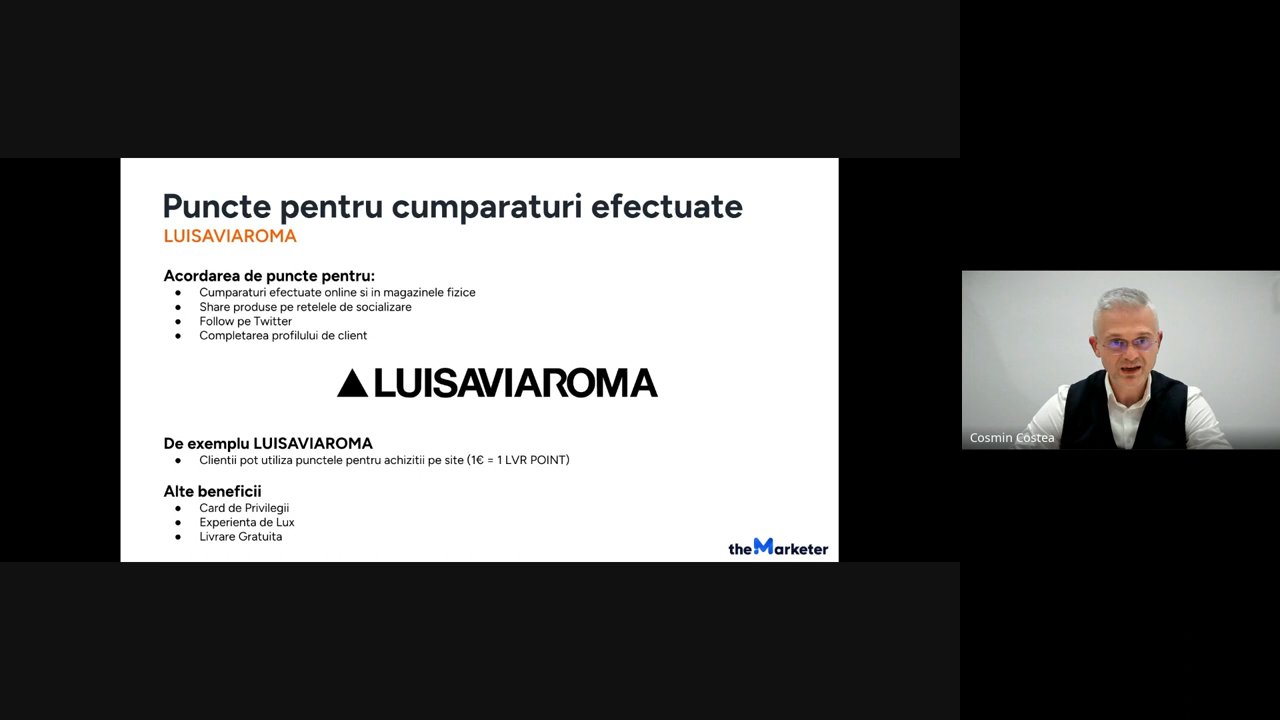 Puncte pentru cumparaturi efectuate
LUISAVIAROMA
Acordarea de puncte pentru:
● Cumparaturi efectuate online si in magazinele fizice
● Share produse pe retelele de socializare
● Follow pe Twitter
● Completarea profilului de client
LUISAVIAROMA
De exemplu LUISAVIAROMA
● Clientii pot utiliza punctele pentru achizitii pe site (1€ = 1 LVR POINT)
Alte beneficii
● Card de Privilegii
● Experienta de Lux
● Livrare Gratuita
theMarketer
Cosmin Costea